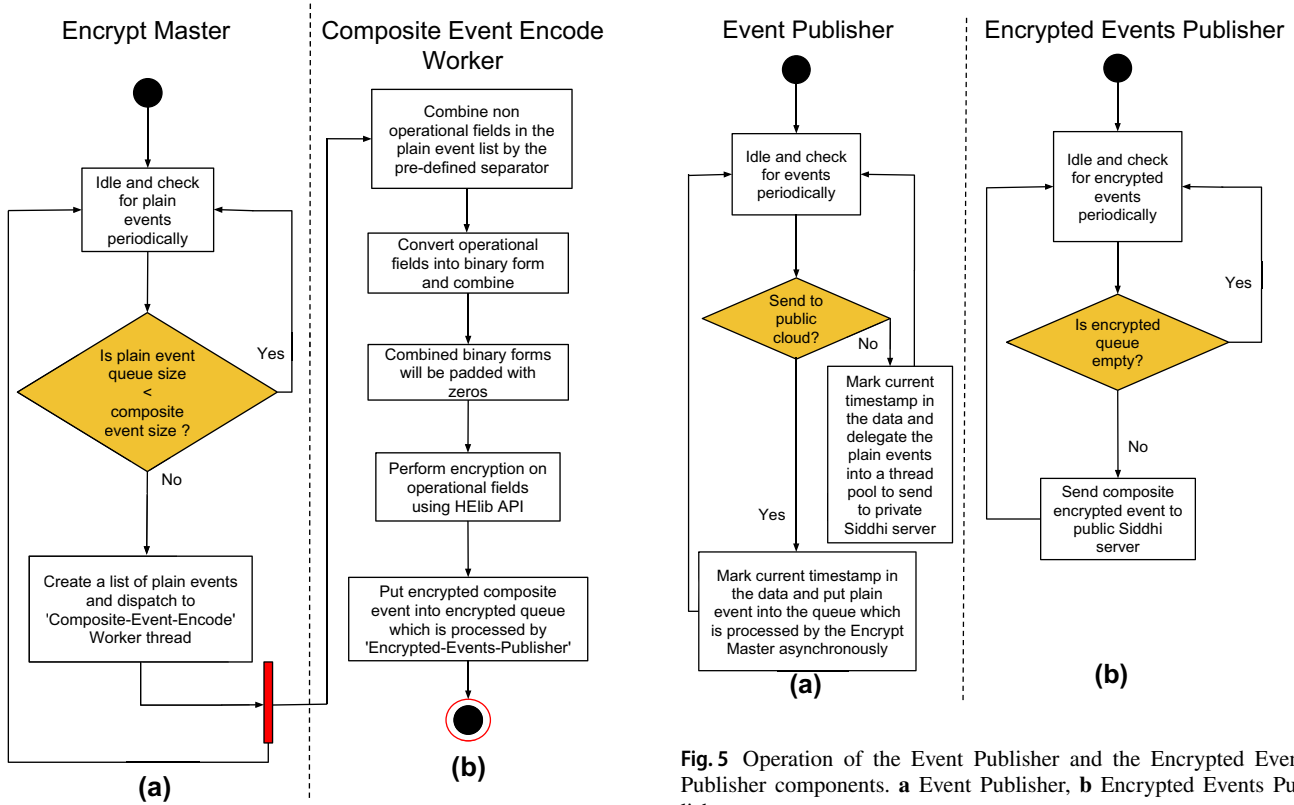 Encrypt Master
Idle and check
for plain
events
periodically
Is plain event
queue size
<
composite
event size ?
Yes
No
Create a list of plain events
and dispatch to
'Composite-Event-Encode'
Worker thread
(a)
Composite Event Encode
Worker
Combine non
operational fields in the
plain event list by the
pre-defined separator
Convert operational
fields into binary form
and combine
Combined binary forms
will be padded with
zeros
Perform encryption on
operational fields
using HElib API
Put encrypted composite
event into encrypted queue
which is processed by
'Encrypted-Events-Publisher'
(b)
Event Publisher
Idle and check
for events
periodically
Send to
public
cloud?
No
Mark current
timestamp
in the data and
delegate the
plain events
into a thread
pool to send
to private
Siddhi server
Yes
Mark current timestamp in
the data and put plain
event into the queue which
is processed by the Encrypt
Master asynchronously
(a)
Encrypted Events Publisher
Idle and check
for encrypted
events
periodically
Yes
Is encrypted
queue
empty?
No
Send composite
encrypted event to
public Siddhi
server
(b)
Fig. 5 Operation of the Event Publisher and the Encrypted Even
Publisher components. a Event Publisher, b Encrypted Events Pu